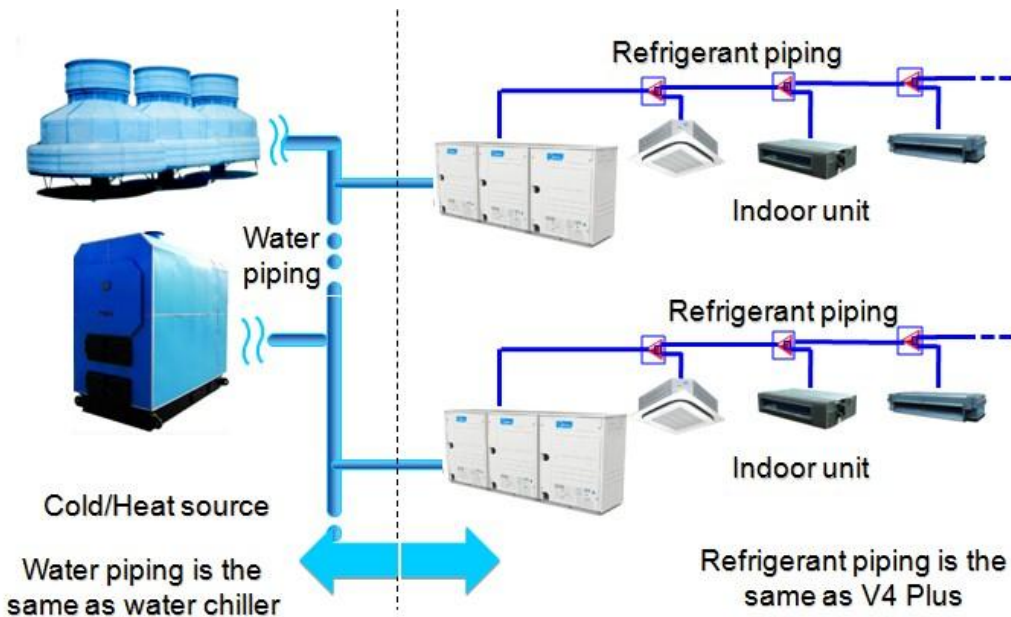 Refrigerant piping
Indoor unit
Water
piping
Refrigerant piping
Indoor unit
Cold/Heat source
Water piping is the
same as water chiller
Refrigerant piping is the
same as V4 Plus